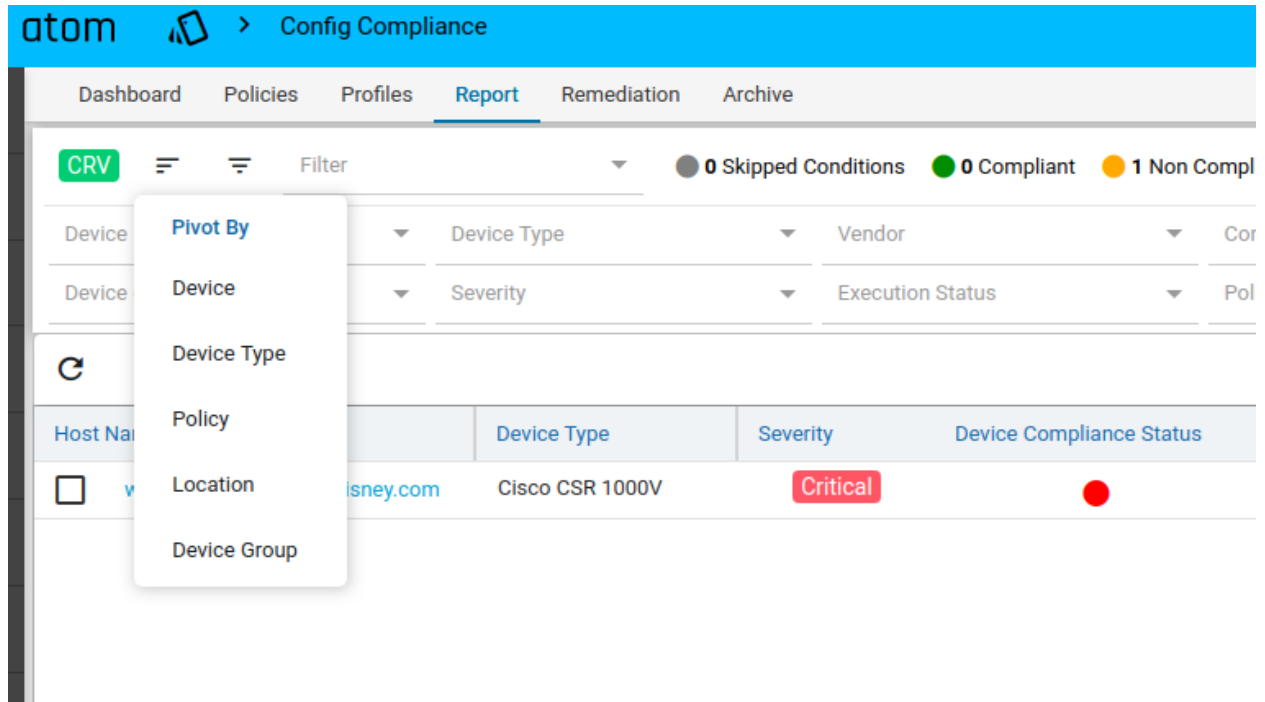 atom > Config Compliance
Dashboard Policies Profiles Report Remediation Archive
CRV Filter 0 Skipped Conditions 0 Compliant 1 Non Compl
Pivot By
Device
Device Type
Policy
Location
Device Group
Device Device Type Vendor Cor
Device Severity Execution Status Pol
Host Nar Device Type Severity Device Compliance Status
isney.com Cisco CSR 1000V Critical